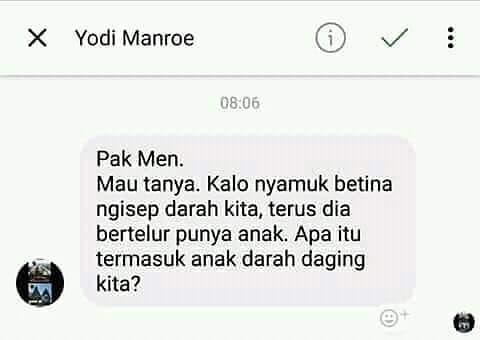 Yodi Manroe
08:06
Pak Men.
Mau tanya. Kalo nyamuk betina
ngisep darah kita, terus dia
bertelur punya anak. Apa itu
termasuk anak darah daging
kita?